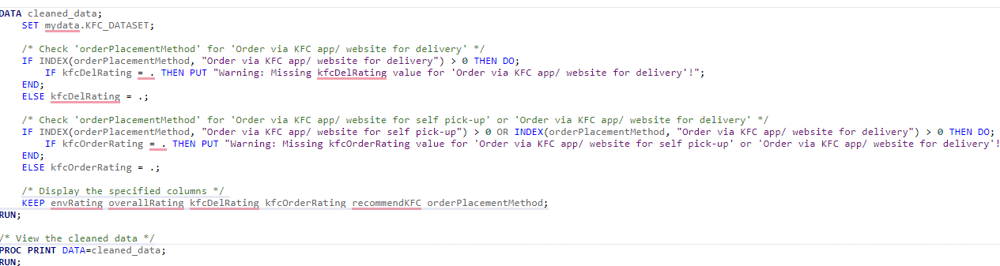 DATA cleaned_data;
SET mydata.KFC_DATASET;
/* Check 'orderPlacementMethod' for 'Order via KFC app/ website for delivery' */
IF INDEX(orderPlacementMethod, "Order via KFC app/ website for delivery") > 0 THEN DO;
IF kfcDelRating = . THEN PUT "Warning: Missing kfcDelRating value for 'Order via KFC app/ website for delivery'!";
END;
ELSE kfcDelRating = .;
/* Check 'orderPlacementMethod' for 'Order via KFC app/ website for self pick-up' or 'Order via KFC app/ website for delivery' */
IF INDEX(orderPlacementMethod, "Order via KFC app/ website for self pick-up") > 0 OR INDEX(orderPlacementMethod, "Order via KFC app/ website for delivery") > 0 THEN DO;
IF kfcOrderRating = . THEN PUT "Warning: Missing kfcOrderRating value for 'Order via KFC app/ website for self pick-up' or 'Order via KFC app/ website for delivery'!
END;
ELSE kfcOrderRating = .;
/* Display the specified columns */
KEEP envRating overallRating kfcDelRating kfcOrderRating recommendKFC orderPlacementMethod;
RUN;
/* View the cleaned data */
PROC PRINT DATA=cleaned_data;
RUN;